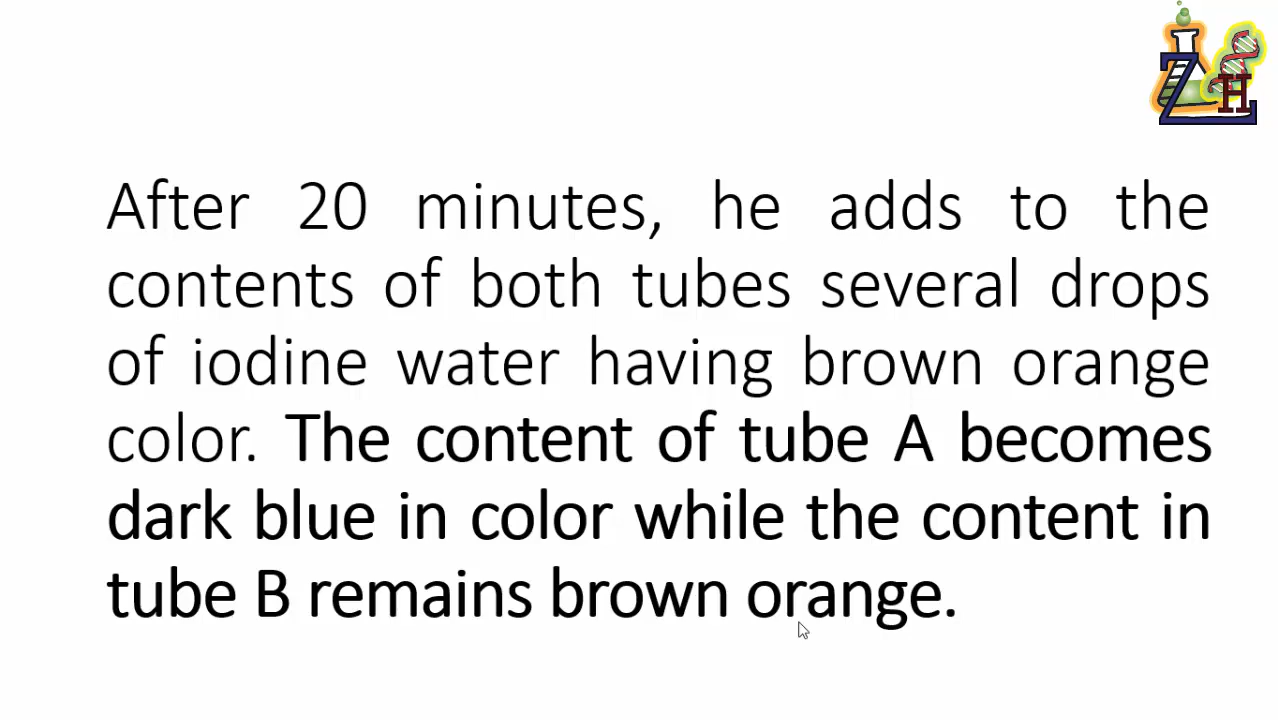 ZH
After 20 minutes, he adds to the
contents of both tubes several drops
of iodine water having brown orange
color. The content of tube A becomes
dark blue in color while the content in
tube B remains brown orange.